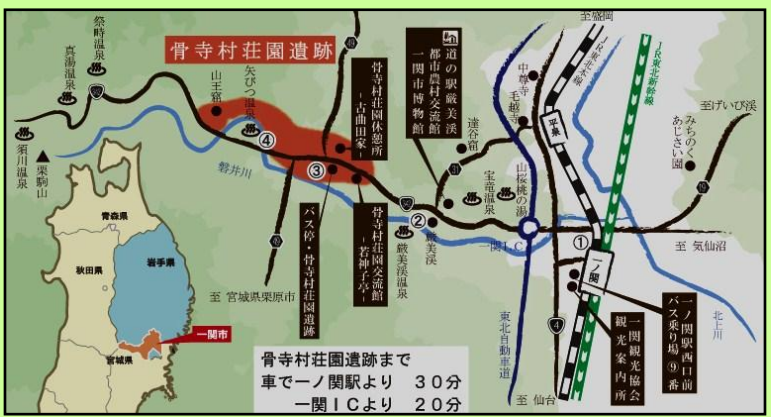 骨寺村荘園遺跡
至盛岡
祭畤温泉
真湯温泉
須川温泉
栗駒山
山王窟
矢びつ温泉
磐井川
④
③
②
①
骨寺村荘園休憩所
-古曲田家-
骨寺村荘園交流館
-若神子亭-
バス停・骨寺村荘園遺跡
道の駅厳美渓
都市農村交流館
一関市博物館
達谷窟
中尊寺
毛越寺
平泉
JR東北本線
JR東北新幹線
至げいび渓
みちのく
あじさい園
31
19
49
342
4
宝竜温泉
山桜桃の湯
厳美渓
厳美渓温泉
一関I.C
一ノ関
至 気仙沼
北上川
至 宮城県栗原市
東北自動車道
至 仙台
一関観光協会
観光案内所
一ノ関駅西口前
バス乗り場⑨番
青森県
秋田県
岩手県
宮城県
一関市
骨寺村荘園遺跡まで
車で一ノ関駅より 30分
一関ICより 20分